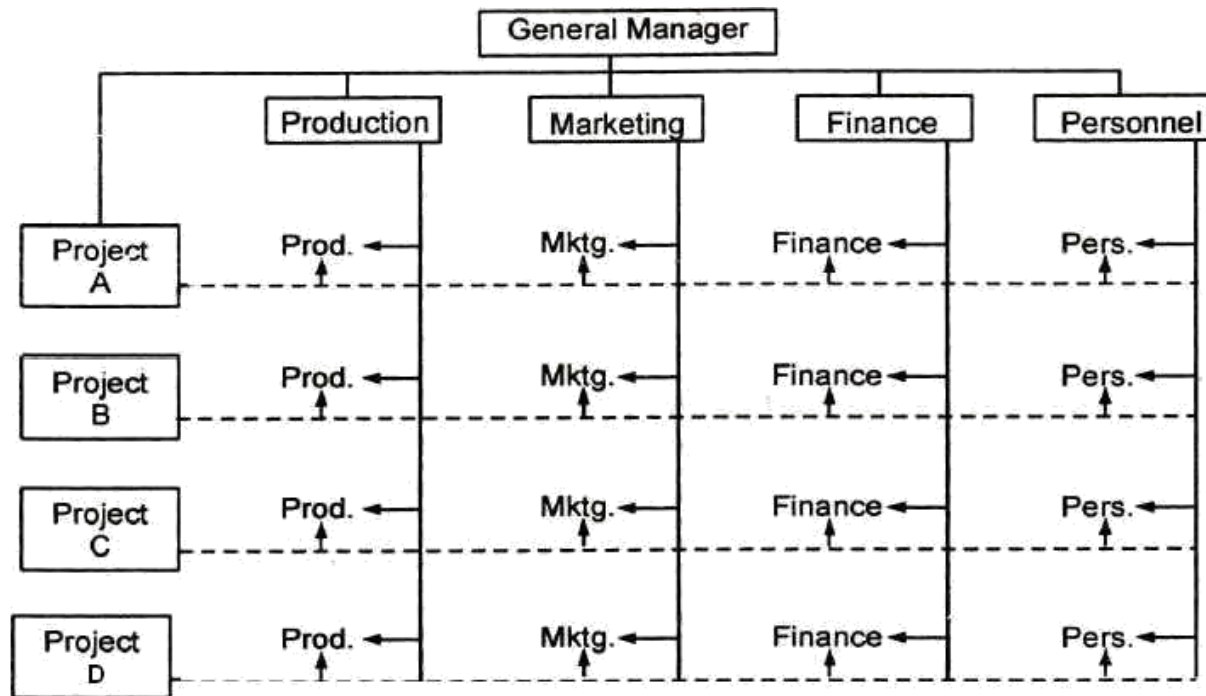 General Manager
Production Marketing Finance Personnel
Project
A
Prod. Mktg. Finance Pers.
Project
B
Prod. Mktg. Finance Pers.
Project
C
Prod. Mktg. Finance Pers.
Project
D
Prod. Mktg. Finance Pers.